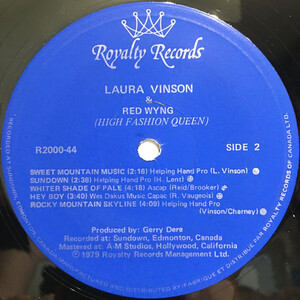 Royalty Records
LAURA VINSON
&
RED WYNG
(HIGH FASHION QUEEN)
R2000-44
SIDE 2
SWEET MOUNTAIN MUSIC (2:18) Helping Hand Pro (L. Vinson)
SUNDOWN (2:38) Helping Hand Pro (H. Lent)
WHITER SHADE OF PALE (4:18) Ascap (Reid/Brooker)
HEY BOY (3:40) Wes Dakus Music Capac (R. Vaugeois)
ROCKY MOUNTAIN SKYLINE (4:09) Helping Hand Pro
(Vinson/Charney)
Produced by: Gerry Dere
Recorded at: Sundown, Edmonton, Canada
Mastered at: A-M Studios, Hollywood, California
© 1979 Royalty Records Management Ltd.